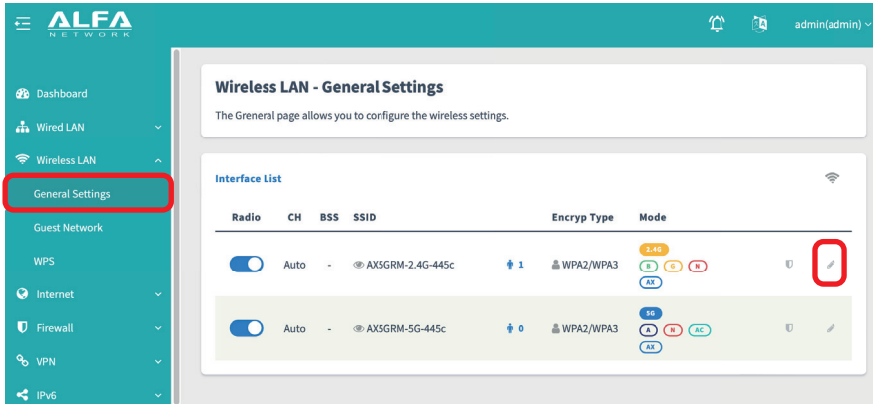 ALFA
NETWORK
admin(admin)
Dashboard
Wired LAN
Wireless LAN
General Settings
Guest Network
WPS
Internet
Firewall
VPN
IPv6
Wireless LAN - General Settings
The Greneral page allows you to configure the wireless settings.
Interface List
Radio CH BSS SSID Encryp Type Mode
2.4G
Auto - AX5GRM-2.4G-445c 1 WPA2/WPA3 B G N
AX
5G
Auto - AX5GRM-5G-445c 0 WPA2/WPA3 A N AC
AX